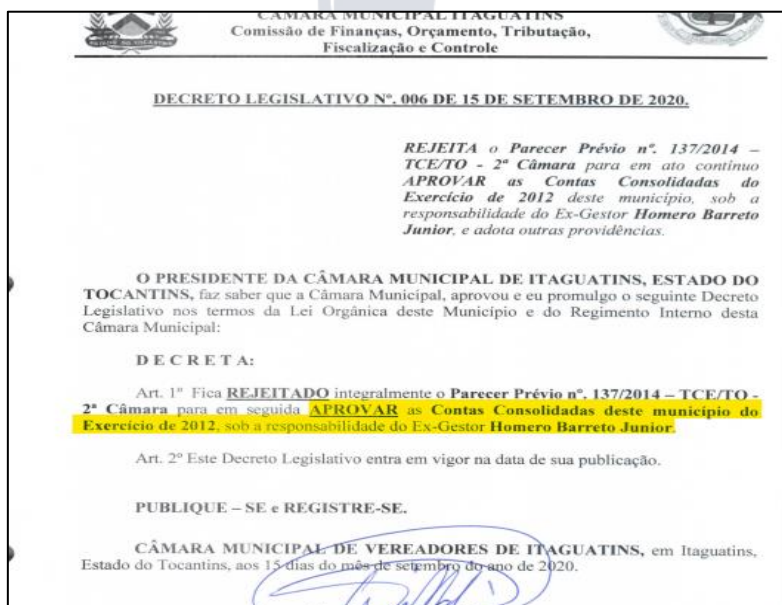 CÂMARA MUNICIPAL ITAGUATINS
Comissão de Finanças, Orçamento, Tributação,
Fiscalização e Controle
DECRETO LEGISLATIVO Nº. 006 DE 15 DE SETEMBRO DE 2020.
REJEITA o Parecer Prévio nº. 137/2014 –
TCE/TO - 2ª Câmara para em ato contínuo
APROVAR as Contas Consolidadas do
Exercício de 2012 deste município, sob a
responsabilidade do Ex-Gestor Homero Barreto
Junior, e adota outras providências.
O PRESIDENTE DA CÂMARA MUNICIPAL DE ITAGUATINS, ESTADO DO
TOCANTINS, faz saber que a Câmara Municipal, aprovou e eu promulgo o seguinte Decreto
Legislativo nos termos da Lei Orgânica deste Município e do Regimento Interno desta
Câmara Municipal:
D E C R E T A:
Art. 1º Fica REJEITADO integralmente o Parecer Prévio nº. 137/2014 – TCE/TO -
2ª Câmara para em seguida APROVAR as Contas Consolidadas deste município do
Exercício de 2012, sob a responsabilidade do Ex-Gestor Homero Barreto Junior.
Art. 2º Este Decreto Legislativo entra em vigor na data de sua publicação.
PUBLIQUE – SE e REGISTRE-SE.
CÂMARA MUNICIPAL DE VEREADORES DE ITAGUATINS, em Itaguatins,
Estado do Tocantins, aos 15 dias do mês de setembro do ano de 2020.